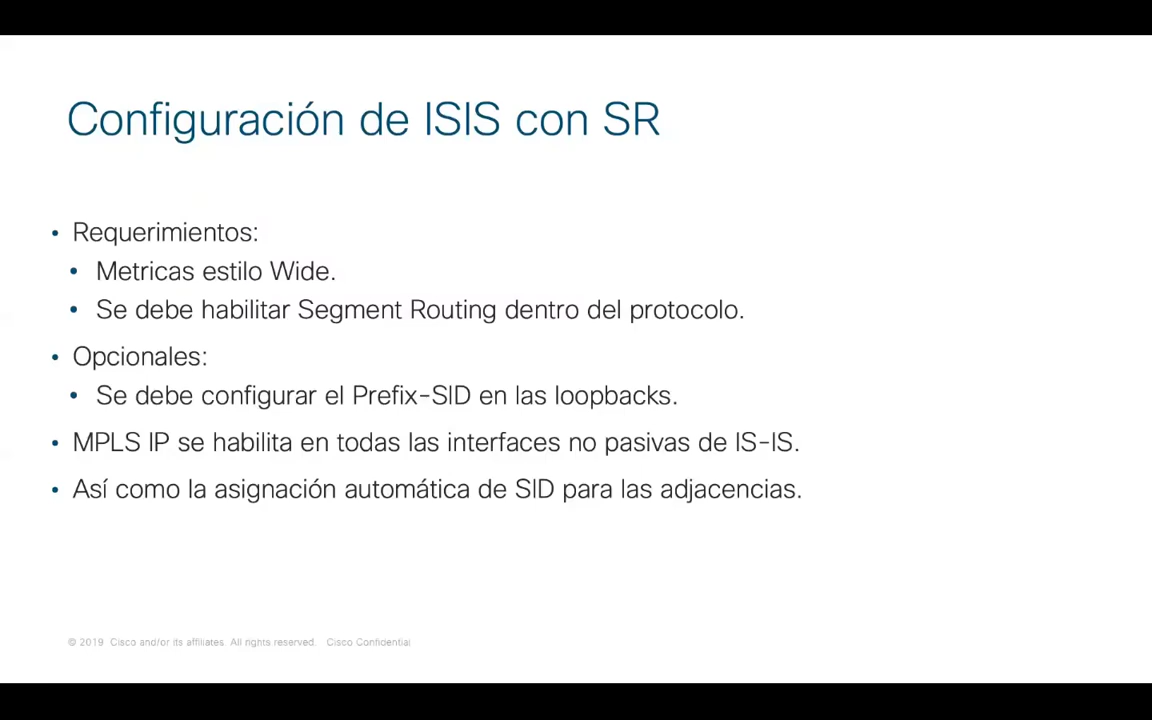 Configuración de ISIS con SR
• Requerimientos:
• Metricas estilo Wide.
• Se debe habilitar Segment Routing dentro del protocolo.
• Opcionales:
• Se debe configurar el Prefix-SID en las loopbacks.
• MPLS IP se habilita en todas las interfaces no pasivas de IS-IS.
• Así como la asignación automática de SID para las adjacencias.
© 2019 Cisco and/or its affiliates. All rights reserved. Cisco Confidential